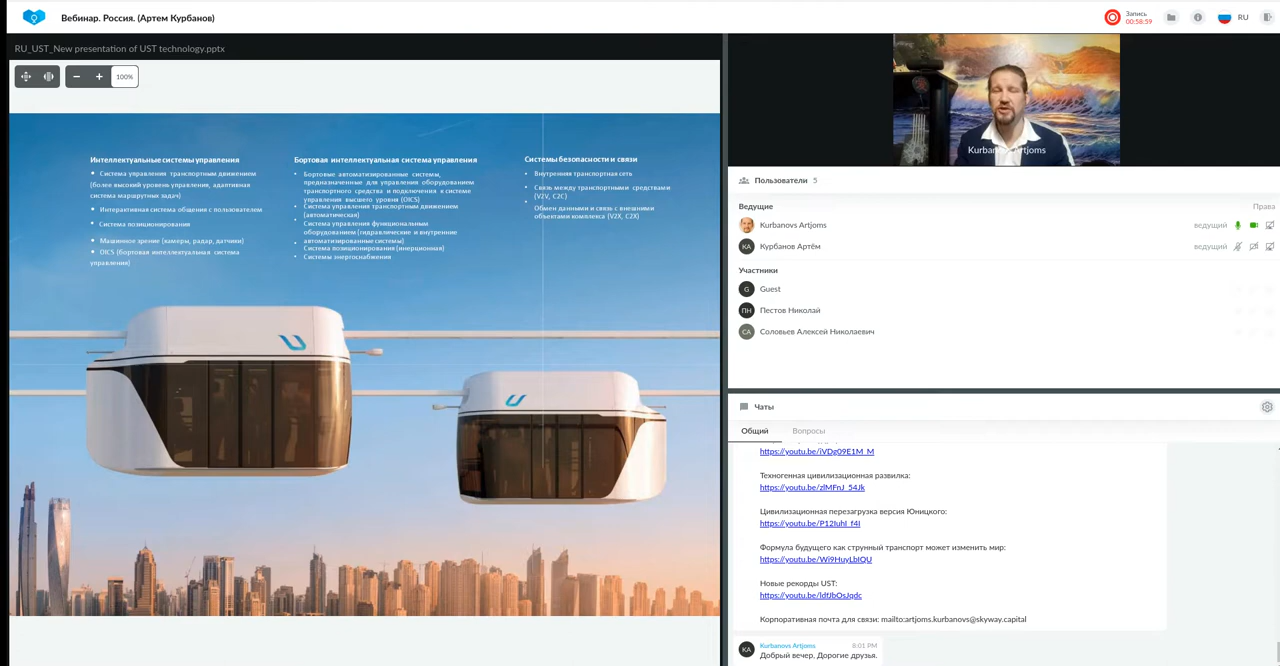 Вебинар. Россия. (Артем Курбанов)
Запись
00:58:59
RU
RU_UST_New presentation of UST technology.pptx
100%
Интеллектуальные системы управления
• Система управления транспортным движением
(более высокий уровень управления, адаптивная
система маршрутных задач)
• Интерактивная система общение с пользователем
• Система позиционирования
• Машинное зрение (камеры, радар, датчики)
• OICS (бортовая интеллектуальная система
управления)
Бортовая интеллектуальная система управления
• Бортовые автоматизированные системы,
предназначенные для управления оборудованием
транспортного средства и подключения к системе
управления высшего уровня (OICS)
• Система управления транспортным движением
(автоматическая)
• Система управления функциональным
оборудованием (гидравлические и внутренние
автоматизированные системы)
• Система позиционирования (инерционная)
• Системы энергоснабжения
Системы безопасности и связи
• Внутренняя транспортная сеть
• Связь между транспортными средствами
(V2V, C2C)
• Обмен данными и связь с внешними
объектами комплекса (V2X, C2X)
Kurbanovs Artjoms
Пользователи 5
Ведущие
Права
Kurbanovs Artjoms
ведущий
KA
Курбанов Артём
ведущий
Участники
G
Guest
ПН
Пестов Николай
СА
Соловьев Алексей Николаевич
Чаты
Общий
Вопросы
https://youtu.be/iVDg09E1M_M
Техногенная цивилизационная развилка:
https://youtu.be/zlMFnJ_54Jk
Цивилизационная перезагрузка версия Юницкого:
https://youtu.be/P12Iuhl_f4I
Формула будущего как струнный транспорт может изменить мир:
https://youtu.be/Wi9HuyLbIQU
Новые рекорды UST:
https://youtu.be/ldfJbOsJqdc
Корпоративная почта для связи: mailto:artjoms.kurbanovs@skyway.capital
KA
Kurbanovs Artjoms
8:01 PM
Добрый вечер, Дорогие друзья.